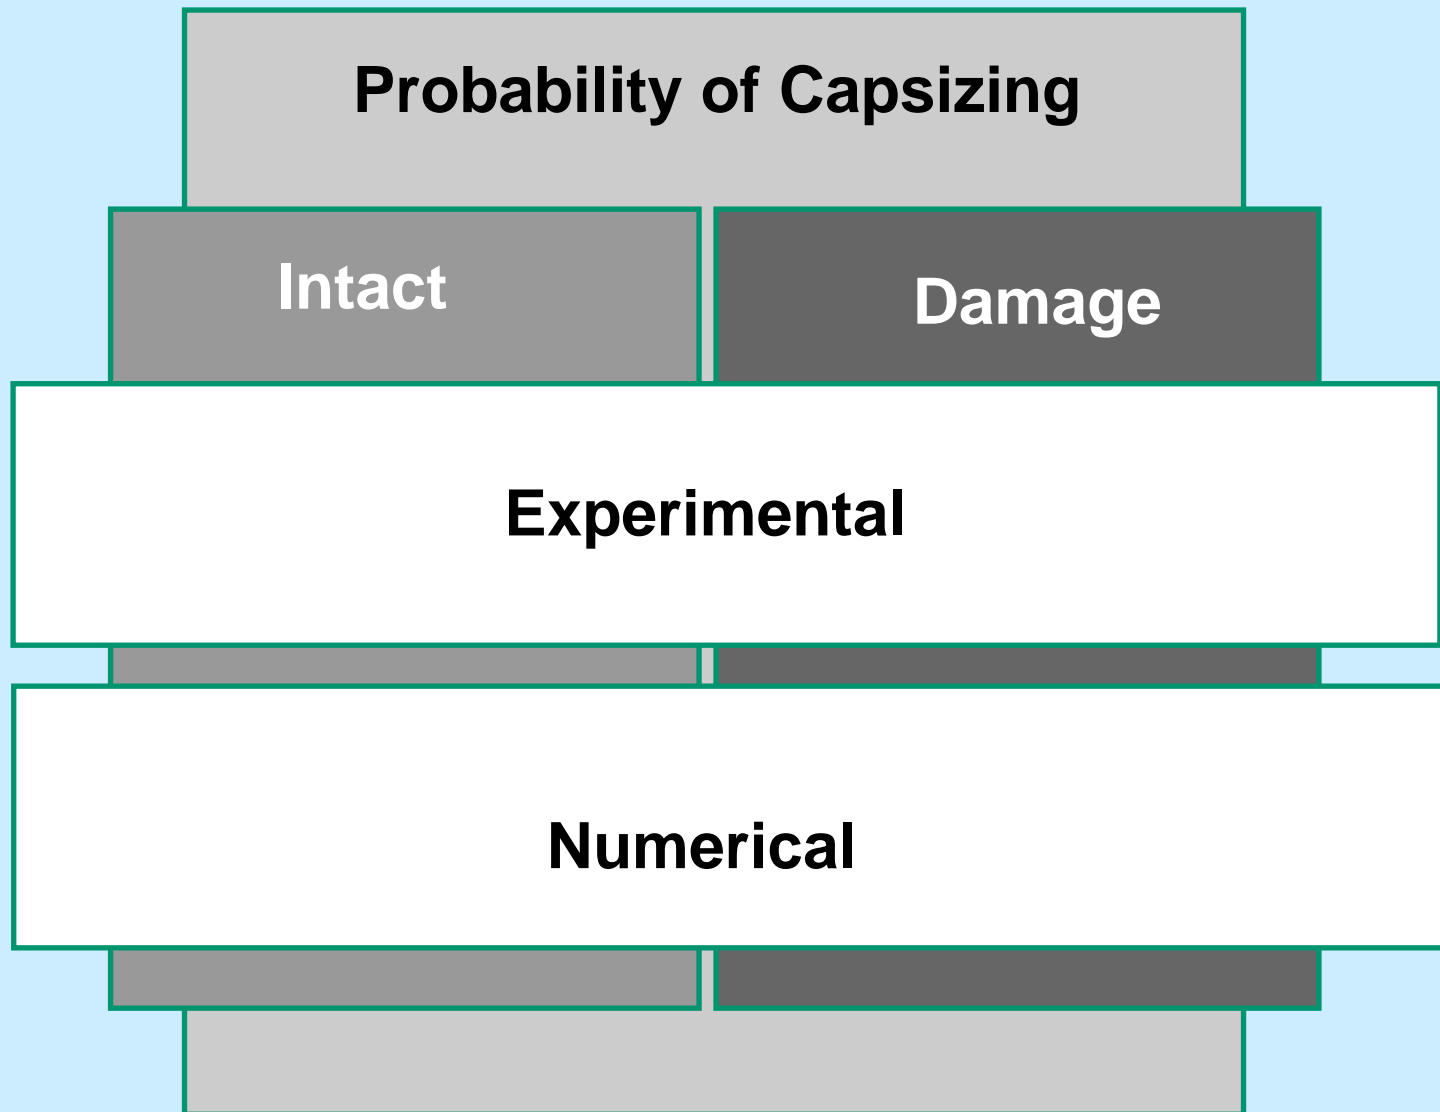 Probability of Capsizing
Intact
Damage
Experimental
Numerical